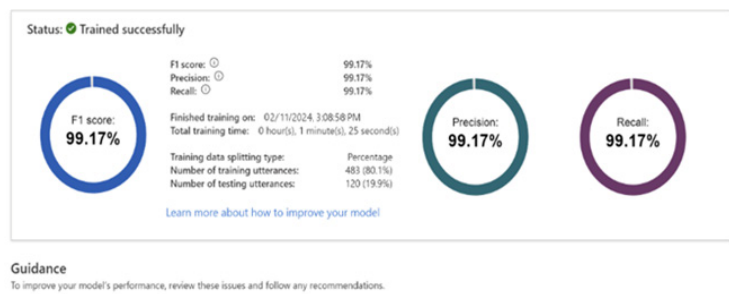 Status: Trained successfully
F1 score: 99.17%
Precision: 99.17%
Recall: 99.17%
Finished training on: 02/11/2024, 3:08:58 PM
Total training time: 0 hour(s), 1 minute(s), 25 second(s)
Training data splitting type: Percentage
Number of training utterances: 483 (80.1%)
Number of testing utterances: 120 (19.9%)
Learn more about how to improve your model
F1 score:
99.17%
Precision:
99.17%
Recall:
99.17%
Guidance
To improve your model's performance, review these issues and follow any recommendations.